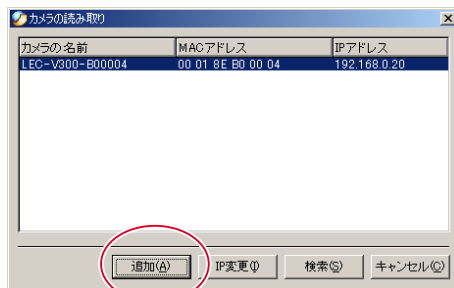 カメラの読み取り
カメラの名前 MACアドレス IPアドレス
LEC-V300-B00004 00 01 8E B0 00 04 192.168.0.20
追加(A) IP変更(I) 検索(S) キャンセル(C)